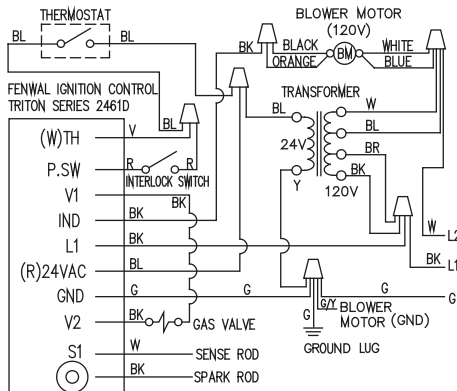 THERMOSTAT
BL
BL
BLOWER MOTOR
(120V)
BK
BLACK
ORANGE
BM
WHITE
BLUE
FENWAL IGNITION CONTROL
TRITON SERIES 2461D
TRANSFORMER
BL
W
BL
BR
BK
24V
120V
Y
BL
(W)TH
V
P.SW
R
R
INTERLOCK SWITCH
V1
BK
IND
BK
L1
BK
(R)24VAC
BL
GND
G
G
V2
BK
GAS VALVE
S1
W
SENSE ROD
BK
SPARK ROD
W
L2
BK
L1
G
G/Y
BLOWER
MOTOR (GND)
G
GROUND LUG